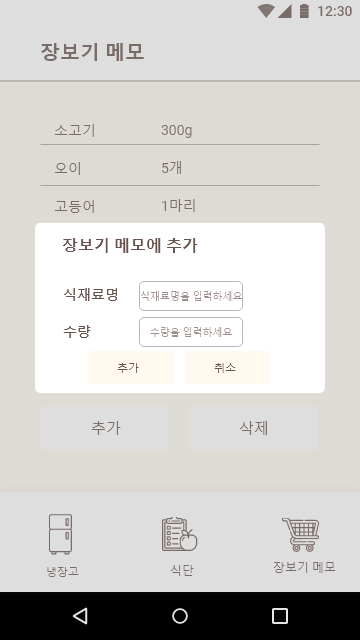 12:30
장보기 메모
소고기 300g
오이 5개
고등어 1마리
장보기 메모에 추가
식재료명 식재료명을 입력하세요
수량 수량을 입력하세요
추가 취소
추가 삭제
냉장고 식단 장보기 메모